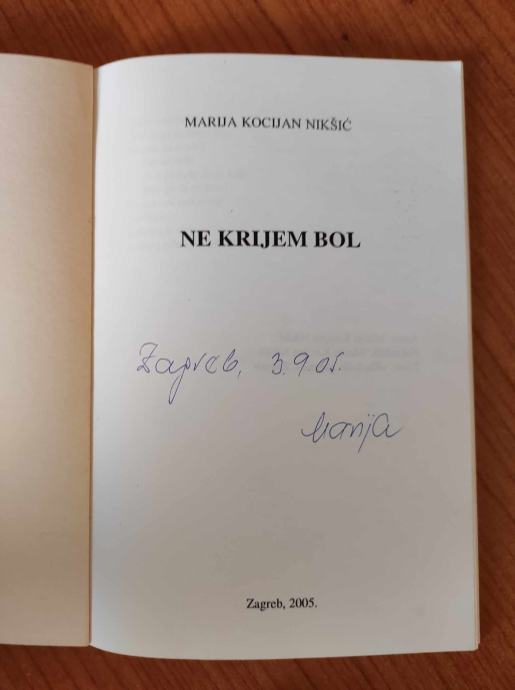 MARIJA KOCIJAN NIKŠIĆ
NE KRIJEM BOL
Zagreb, 3.9.05.
Marija
Zagreb, 2005.